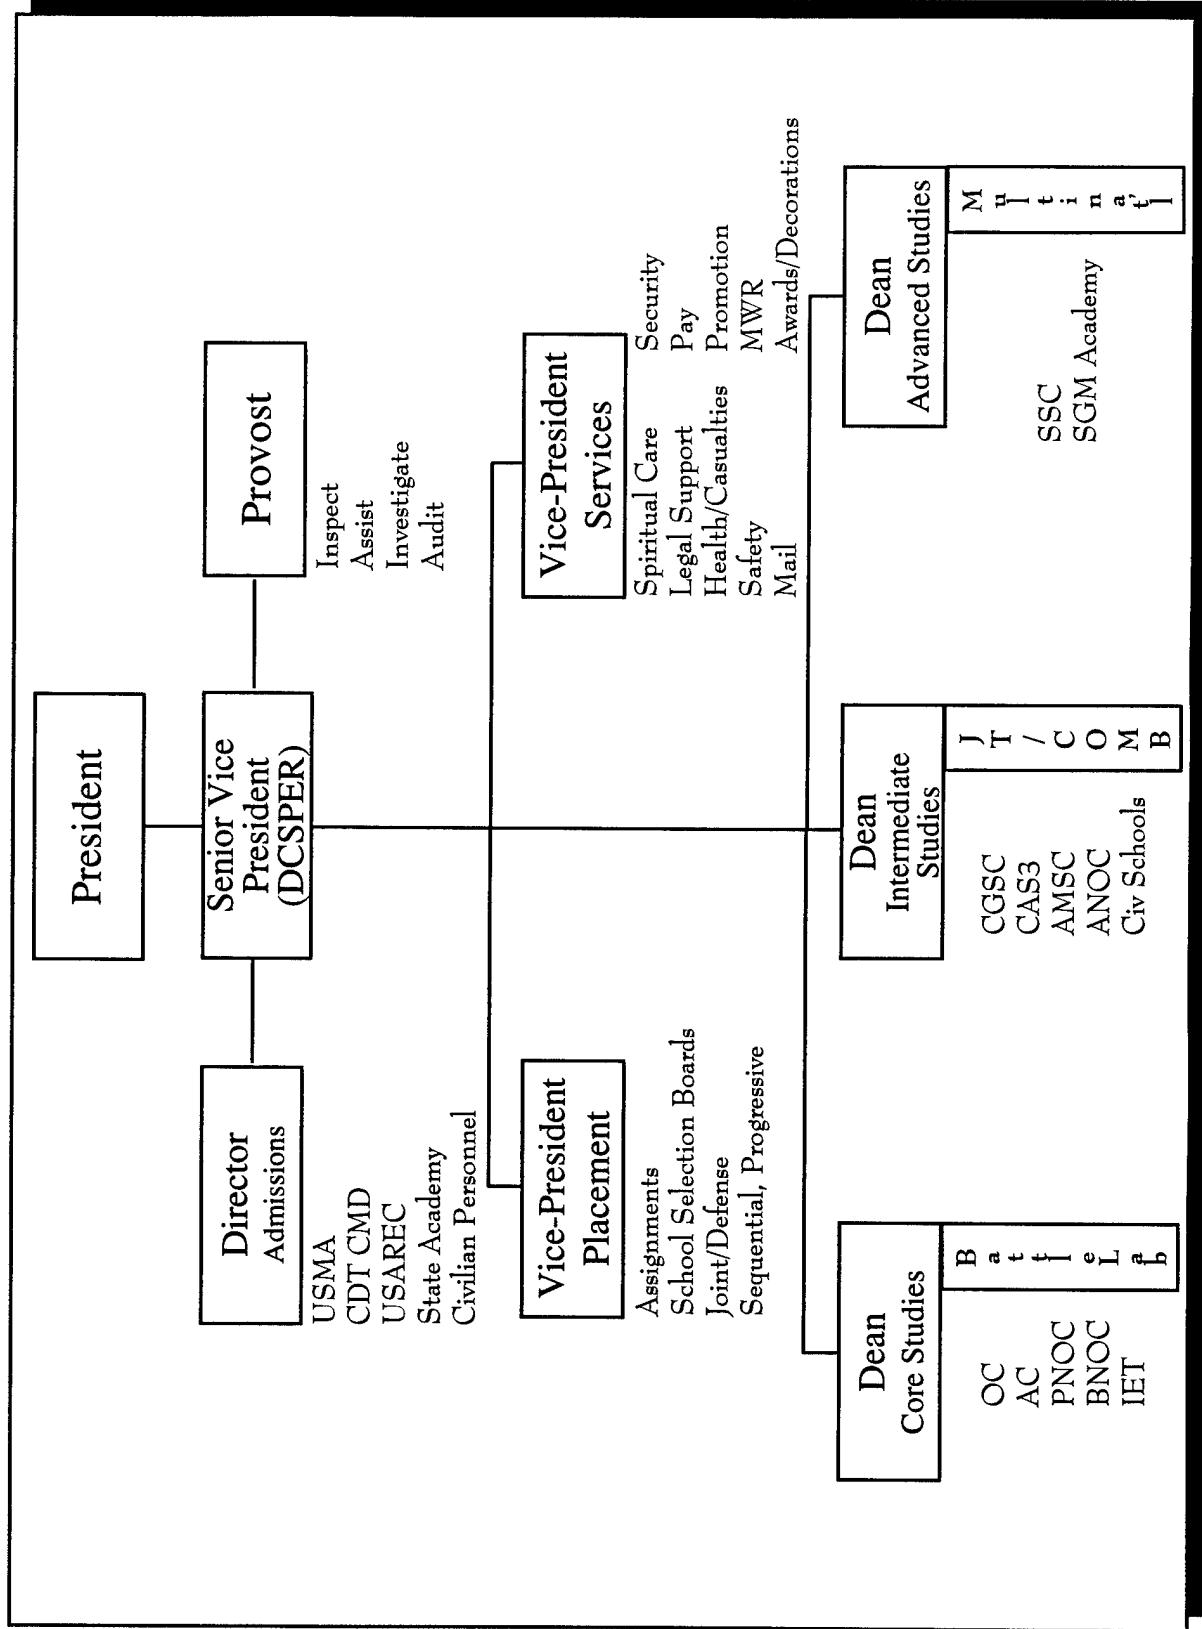 President
Director
Admissions
USMA
CDT CMD
USAREC
State Academy
Civilian Personnel
Senior Vice
President
(DCSPER)
Provost
Inspect
Assist
Investigate
Audit
Vice-President
Placement
Assignments
School Selection Boards
Joint/Defense
Sequential, Progressive
Vice-President
Services
Spiritual Care
Legal Support
Health/Casualties
Safety
Mail
Security
Pay
Promotion
MWR
Awards/Decorations
Dean
Core Studies
OC
AC
PNOC
BNOC
IET
Battle Lab
Dean
Intermediate
Studies
CGSC
CAS3
AMSC
ANOC
Civ Schools
JT/COMB
Dean
Advanced Studies
SSC
SGM Academy
Multinat'l